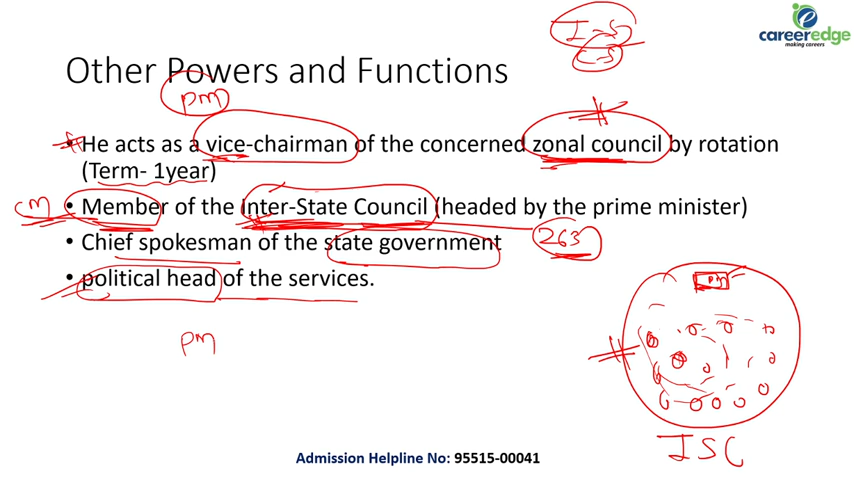 I-S
C-S
careeredge
making careers
Other Powers and Functions
PM
• He acts as a vice-chairman of the concerned zonal council by rotation
(Term- 1year)
CM • Member of the Inter-State Council (headed by the prime minister)
• Chief spokesman of the state government 263
• political head of the services.
PM
PM
ISC
Admission Helpline No: 95515-00041